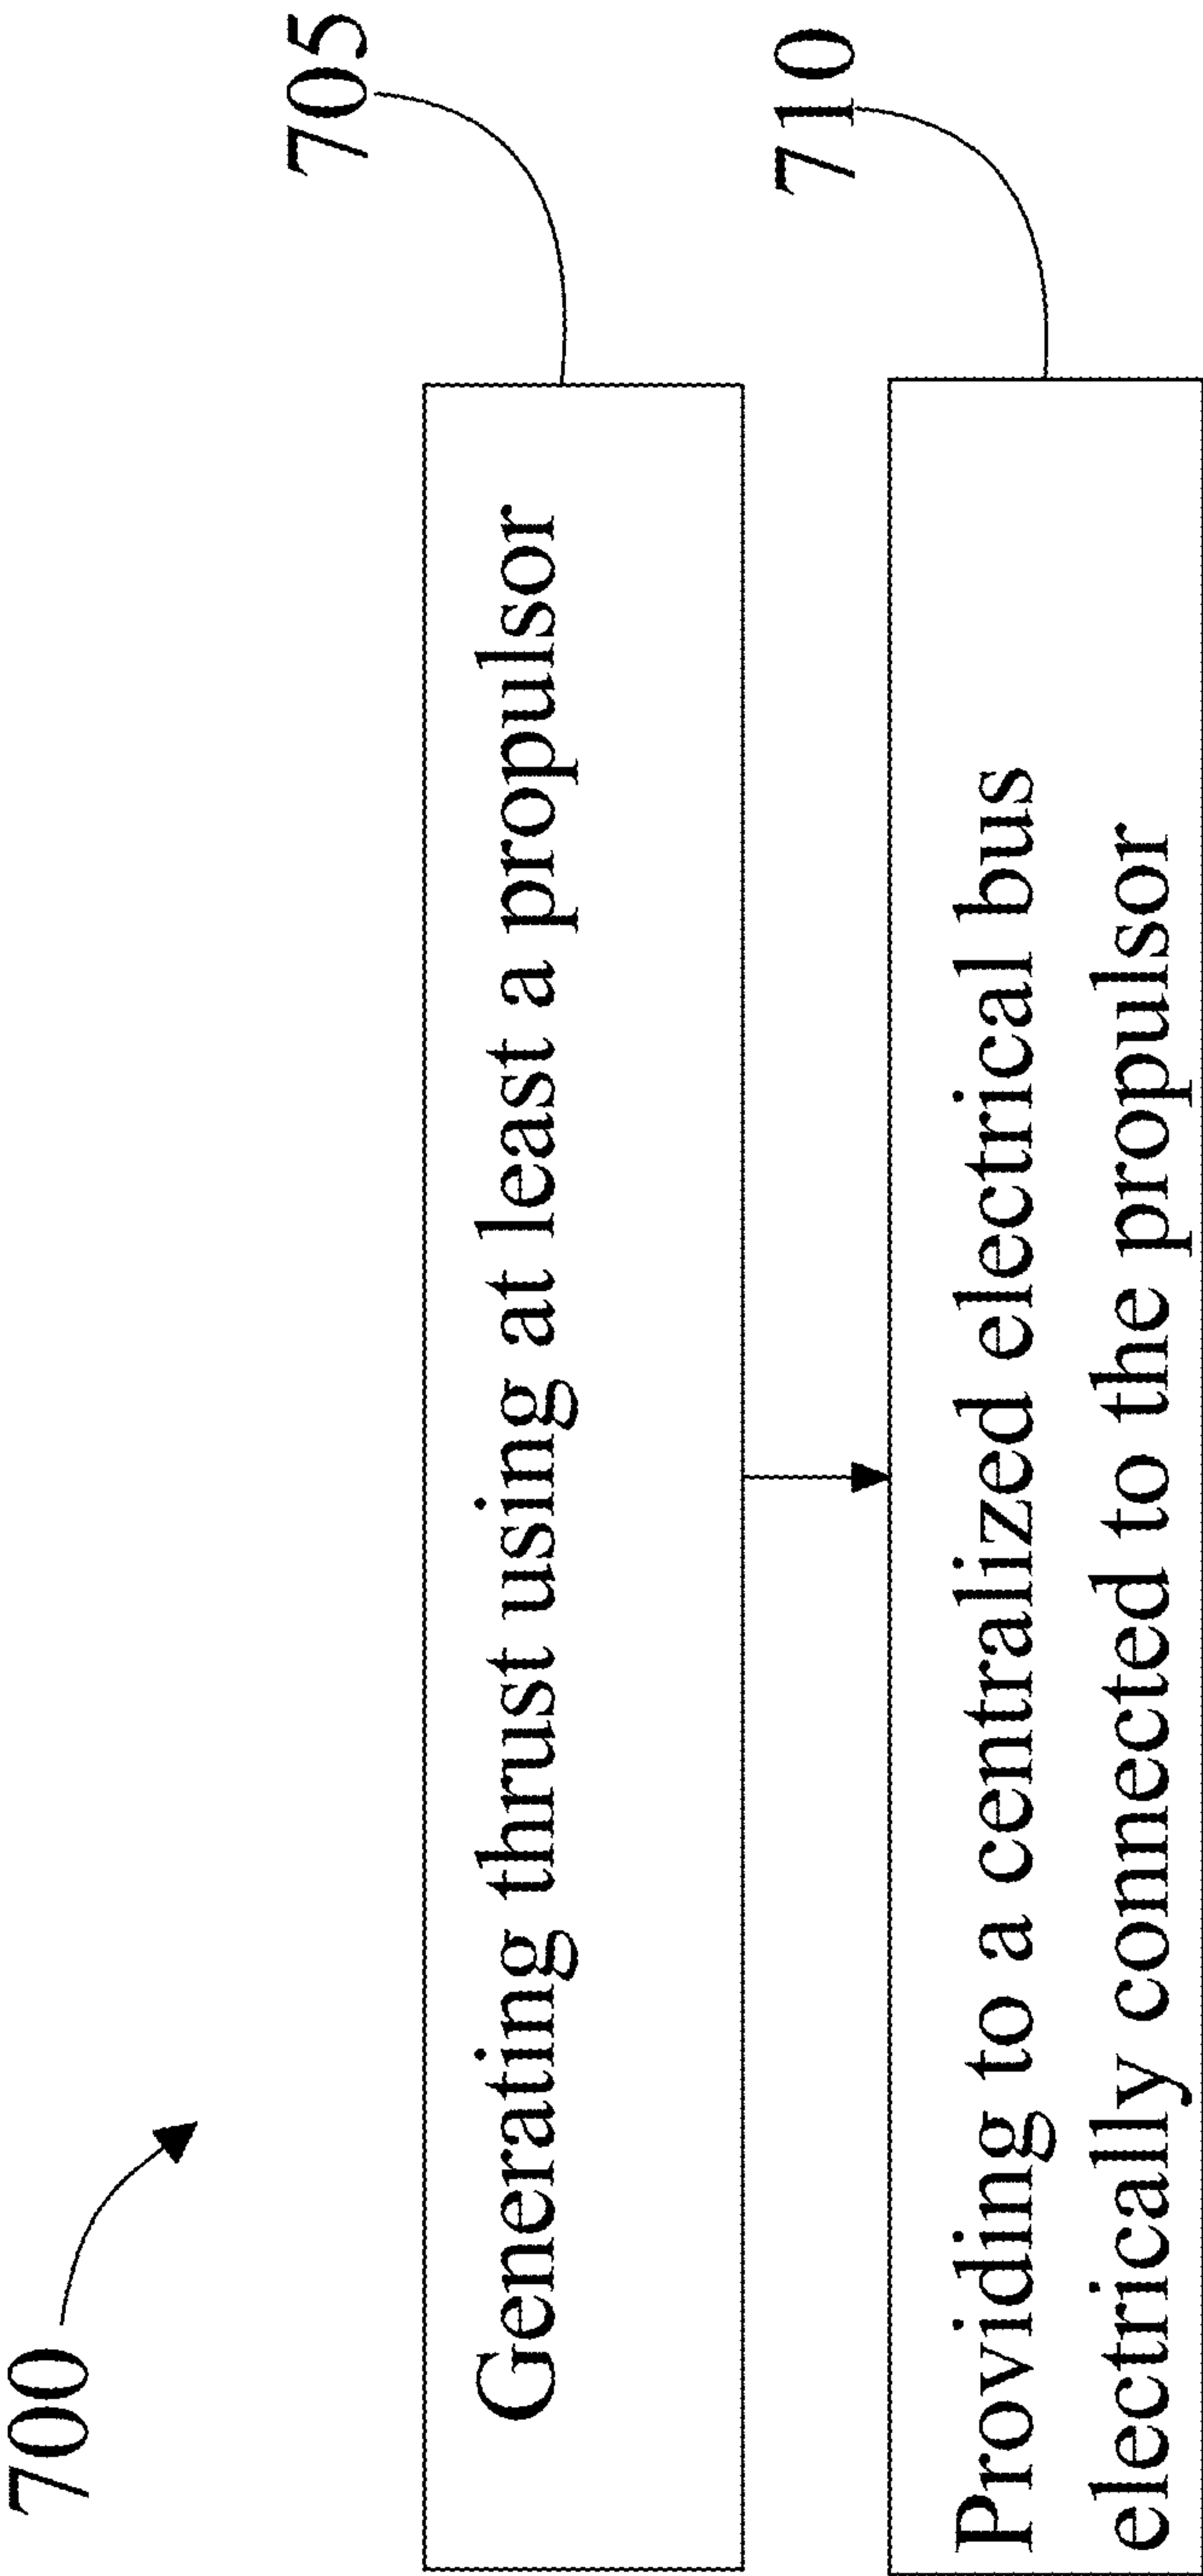 700
705
Generating thrust using at least a propulsor
710
Providing to a centralized electrical bus
electrically connected to the propulsor